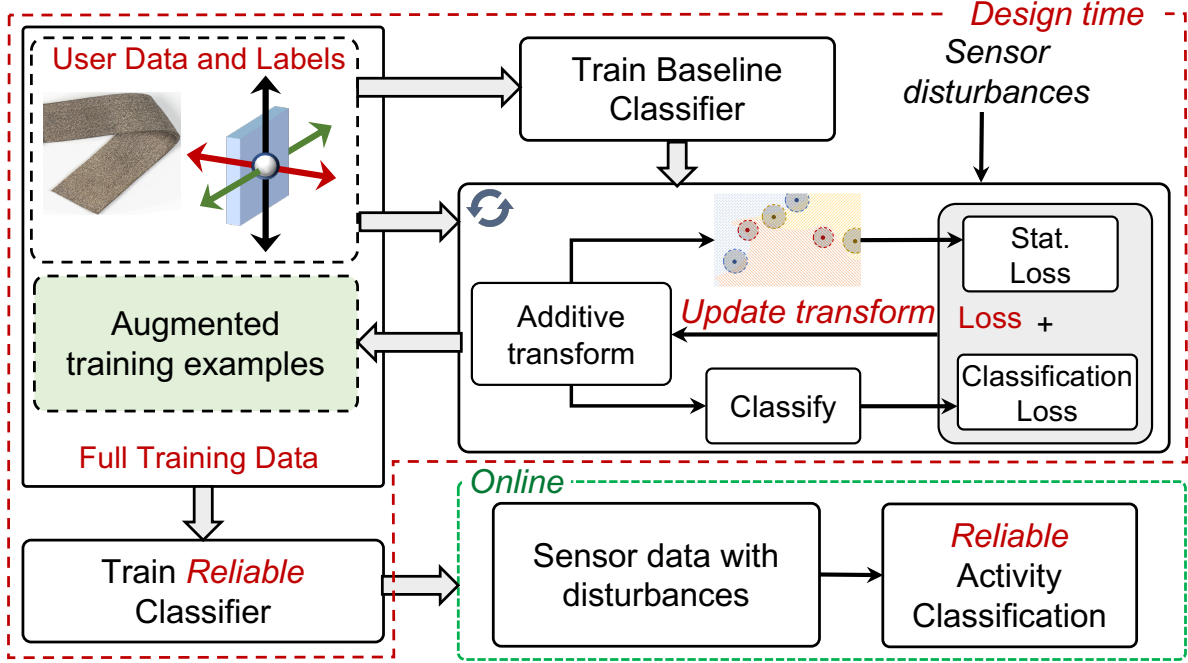 Design time
User Data and Labels
Train Baseline
Classifier
Sensor
disturbances
Stat.
Loss
Additive
transform
Update transform
Loss +
Augmented
training examples
Classify
Classification
Loss
Full Training Data
Online
Train Reliable
Classifier
Sensor data with
disturbances
Reliable
Activity
Classification